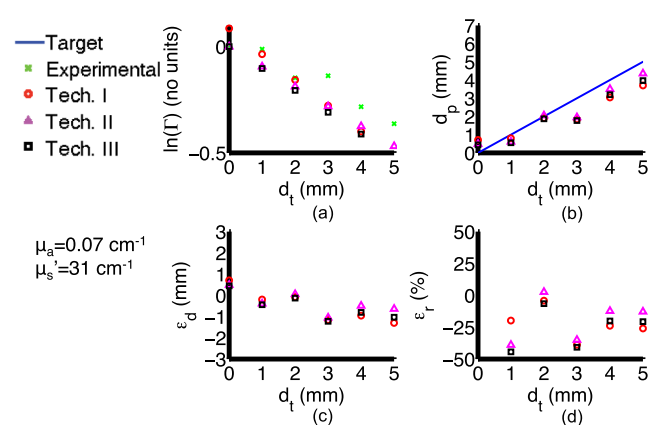 Target
Experimental
Tech. I
Tech. II
Tech. III
μa=0.07 cm-1
μs'=31 cm-1
ln(Γ) (no units)
0
−0.5
0 1 2 3 4 5
dt (mm)
(a)
dp (mm)
7
6
5
4
3
2
1
0
0 1 2 3 4 5
dt (mm)
(b)
εd (mm)
3
2
1
0
−1
−2
−3
0 1 2 3 4 5
dt (mm)
(c)
εr (%)
50
25
0
−25
−50
0 1 2 3 4 5
dt (mm)
(d)